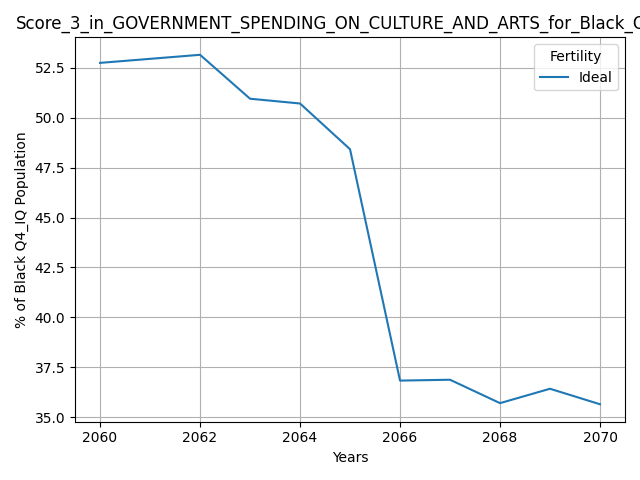 Score_3_in_GOVERNMENT_SPENDING_ON_CULTURE_AND_ARTS_for_Black_
Fertility
Ideal
52.5
50.0
47.5
45.0
42.5
40.0
37.5
35.0
% of Black Q4_IQ Population
2060 2062 2064 2066 2068 2070
Years